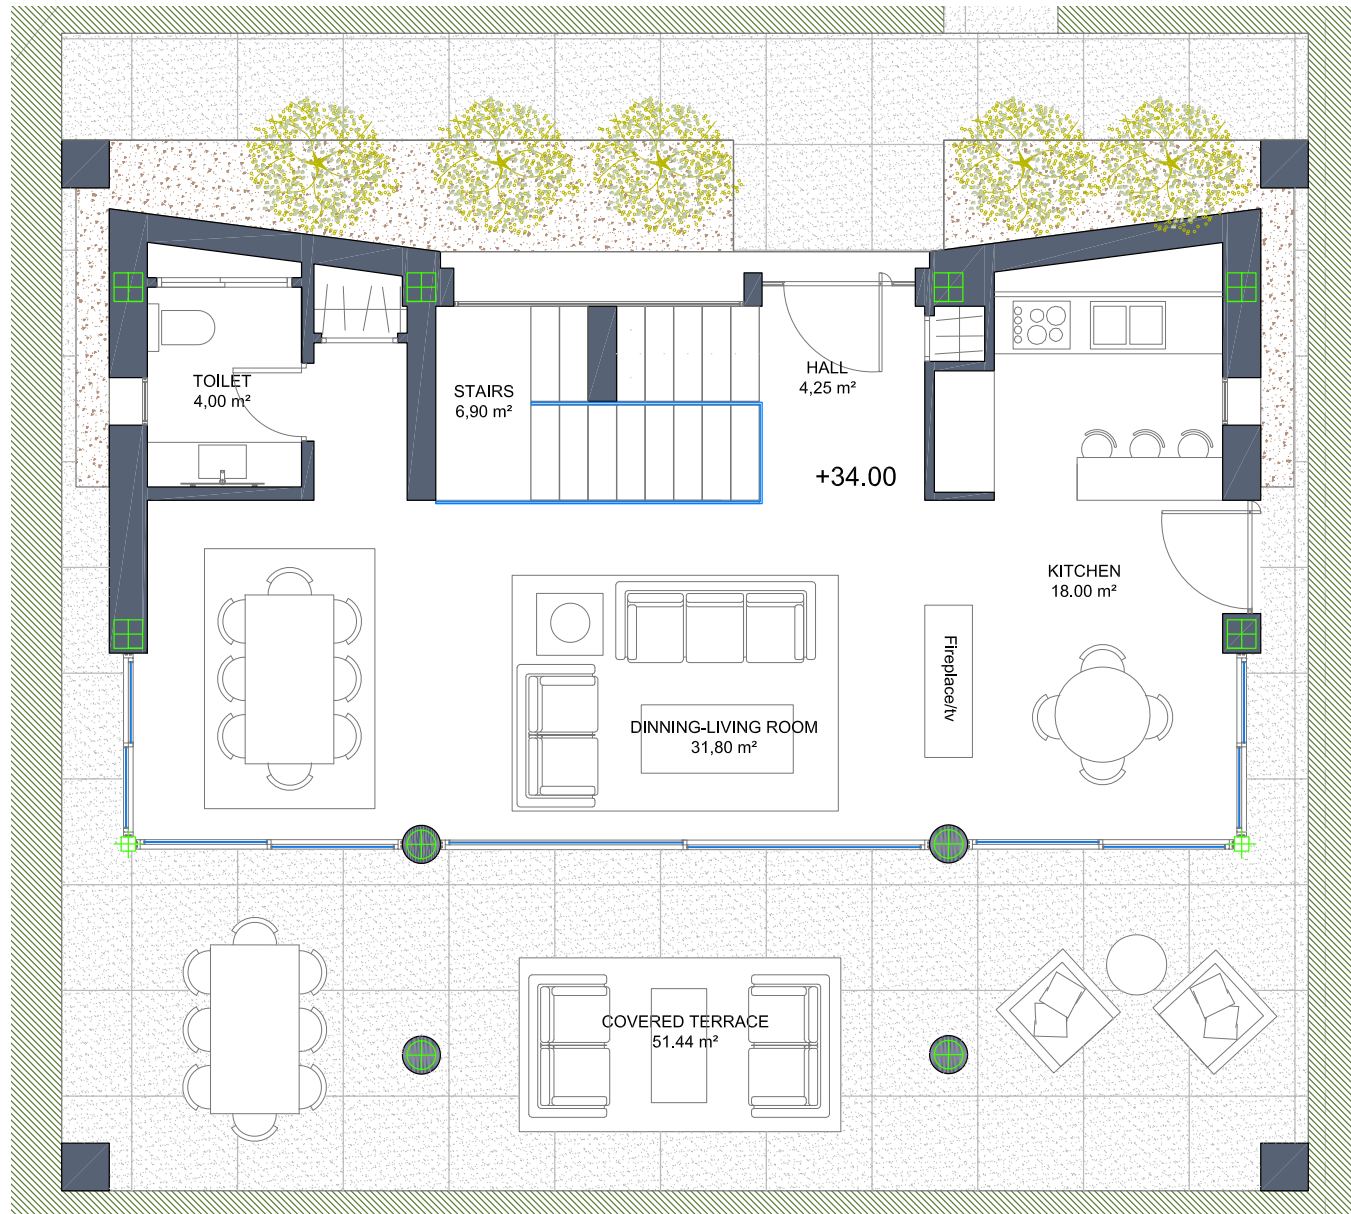 TOILET
4,00 m²
STAIRS
6,90 m²
HALL
4,25 m²
+34.00
KITCHEN
18.00 m²
Fireplace/tv
DINNING-LIVING ROOM
31,80 m²
COVERED TERRACE
51.44 m²